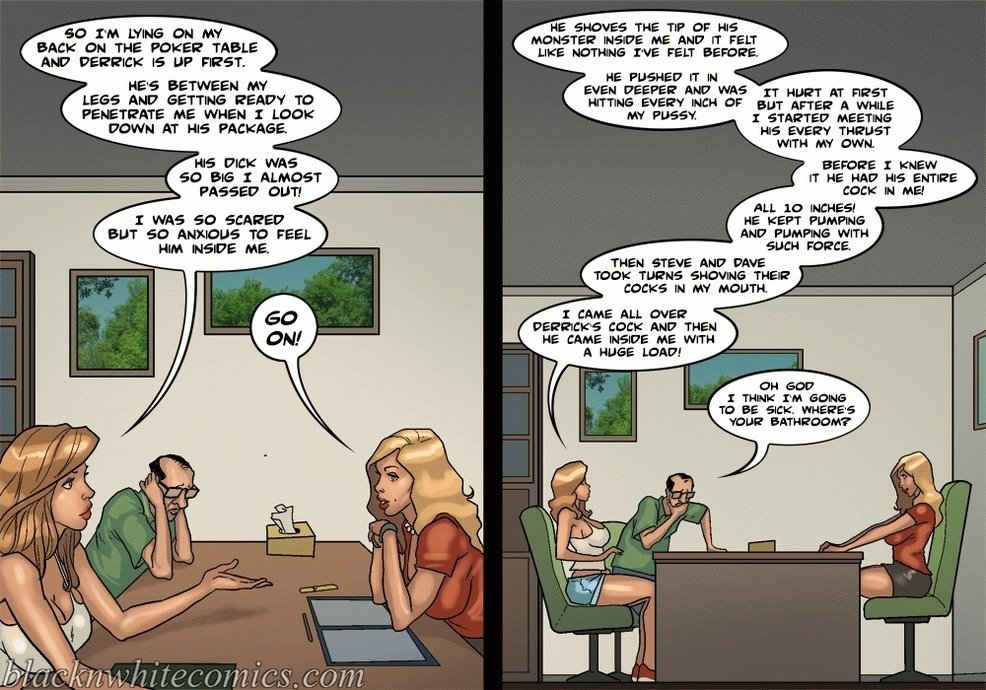 SO I'M LYING ON MY
BACK ON THE POKER TABLE
AND DERRICK IS UP FIRST.
HE'S BETWEEN MY
LEGS AND GETTING READY TO
PENETRATE ME WHEN I LOOK
DOWN AT HIS PACKAGE.
HIS DICK WAS
SO BIG I ALMOST
PASSED OUT!
I WAS SO SCARED
BUT SO ANXIOUS TO FEEL
HIM INSIDE ME.
GO
ON!
HE SHOVES THE TIP OF HIS
MONSTER INSIDE ME AND IT FELT
LIKE NOTHING I'VE FELT BEFORE.
HE PUSHED IT IN
EVEN DEEPER AND WAS
HITTING EVERY INCH OF
MY PUSSY.
IT HURT AT FIRST
BUT AFTER A WHILE
I STARTED MEETING
HIS EVERY THRUST
WITH MY OWN.
BEFORE I KNEW
IT HE HAD HIS ENTIRE
COCK IN ME!
ALL 10 INCHES!
HE KEPT PUMPING
AND PUMPING WITH
SUCH FORCE.
THEN STEVE AND DAVE
TOOK TURNS SHOVING THEIR
COCKS IN MY MOUTH.
I CAME ALL OVER
DERRICK'S COCK AND THEN
HE CAME INSIDE ME WITH
A HUGE LOAD!
OH GOD
I THINK I'M GOING
TO BE SICK. WHERE'S
YOUR BATHROOM?
blacknwhitecomics.com